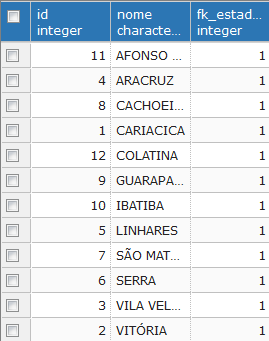 id nome fk_estad...
integer characte... integer
11 AFONSO ... 1
4 ARACRUZ 1
8 CACHOEI... 1
1 CARIACICA 1
12 COLATINA 1
9 GUARAPA... 1
10 IBATIBA 1
5 LINHARES 1
7 SÃO MAT... 1
6 SERRA 1
3 VILA VEL... 1
2 VITÓRIA 1